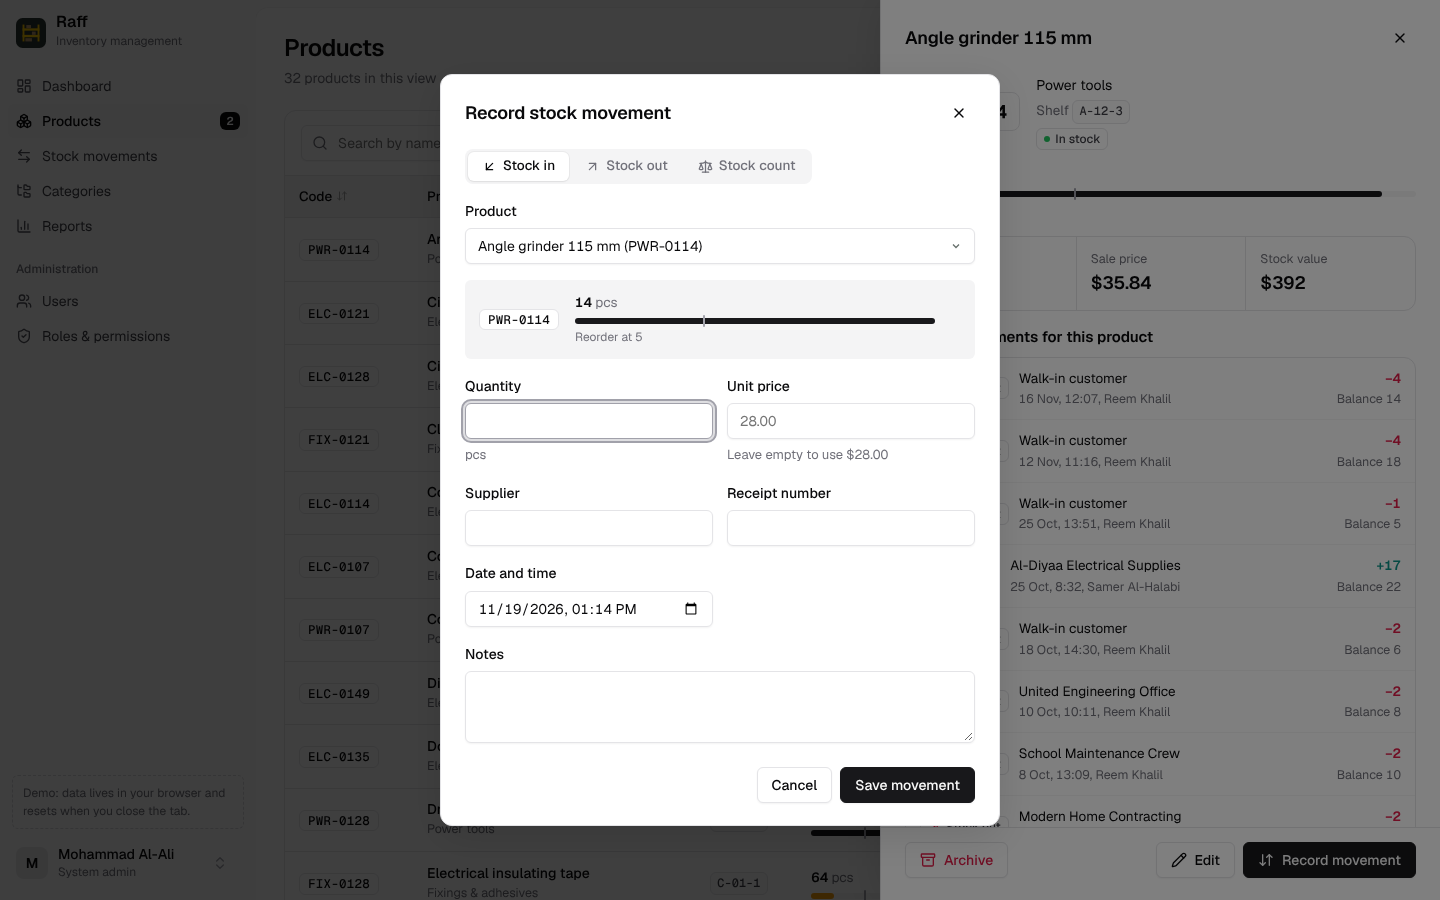 Raff
Inventory management
Dashboard
Products 2
Stock movements
Categories
Reports
Administration
Users
Roles & permissions
Demo: data lives in your browser and
resets when you close the tab.
M
Mohammad Al-Ali
System admin
Products
32 products in this view
Search by name
Code
PWR-0114
ELC-0121
ELC-0128
FIX-0121
ELC-0114
ELC-0107
PWR-0107
ELC-0149
ELC-0135
PWR-0128
Power tools
FIX-0128
Electrical insulating tape
Fixings & adhesives
C-01-1
64 pcs
Record stock movement
Stock in
Stock out
Stock count
Product
Angle grinder 115 mm (PWR-0114)
PWR-0114
14 pcs
Reorder at 5
Quantity
pcs
Unit price
28.00
Leave empty to use $28.00
Supplier
Receipt number
Date and time
11/19/2026, 01:14 PM
Notes
Cancel
Save movement
Angle grinder 115 mm
Power tools
Shelf A-12-3
In stock
Sale price
$35.84
Stock value
$392
for this product
Walk-in customer −4
16 Nov, 12:07, Reem Khalil Balance 14
Walk-in customer −4
12 Nov, 11:16, Reem Khalil Balance 18
Walk-in customer −1
25 Oct, 13:51, Reem Khalil Balance 5
Al-Diyaa Electrical Supplies +17
25 Oct, 8:32, Samer Al-Halabi Balance 22
Walk-in customer −2
18 Oct, 14:30, Reem Khalil Balance 6
United Engineering Office −2
10 Oct, 10:11, Reem Khalil Balance 8
School Maintenance Crew −2
8 Oct, 13:09, Reem Khalil Balance 10
Modern Home Contracting −2
Archive
Edit
Record movement